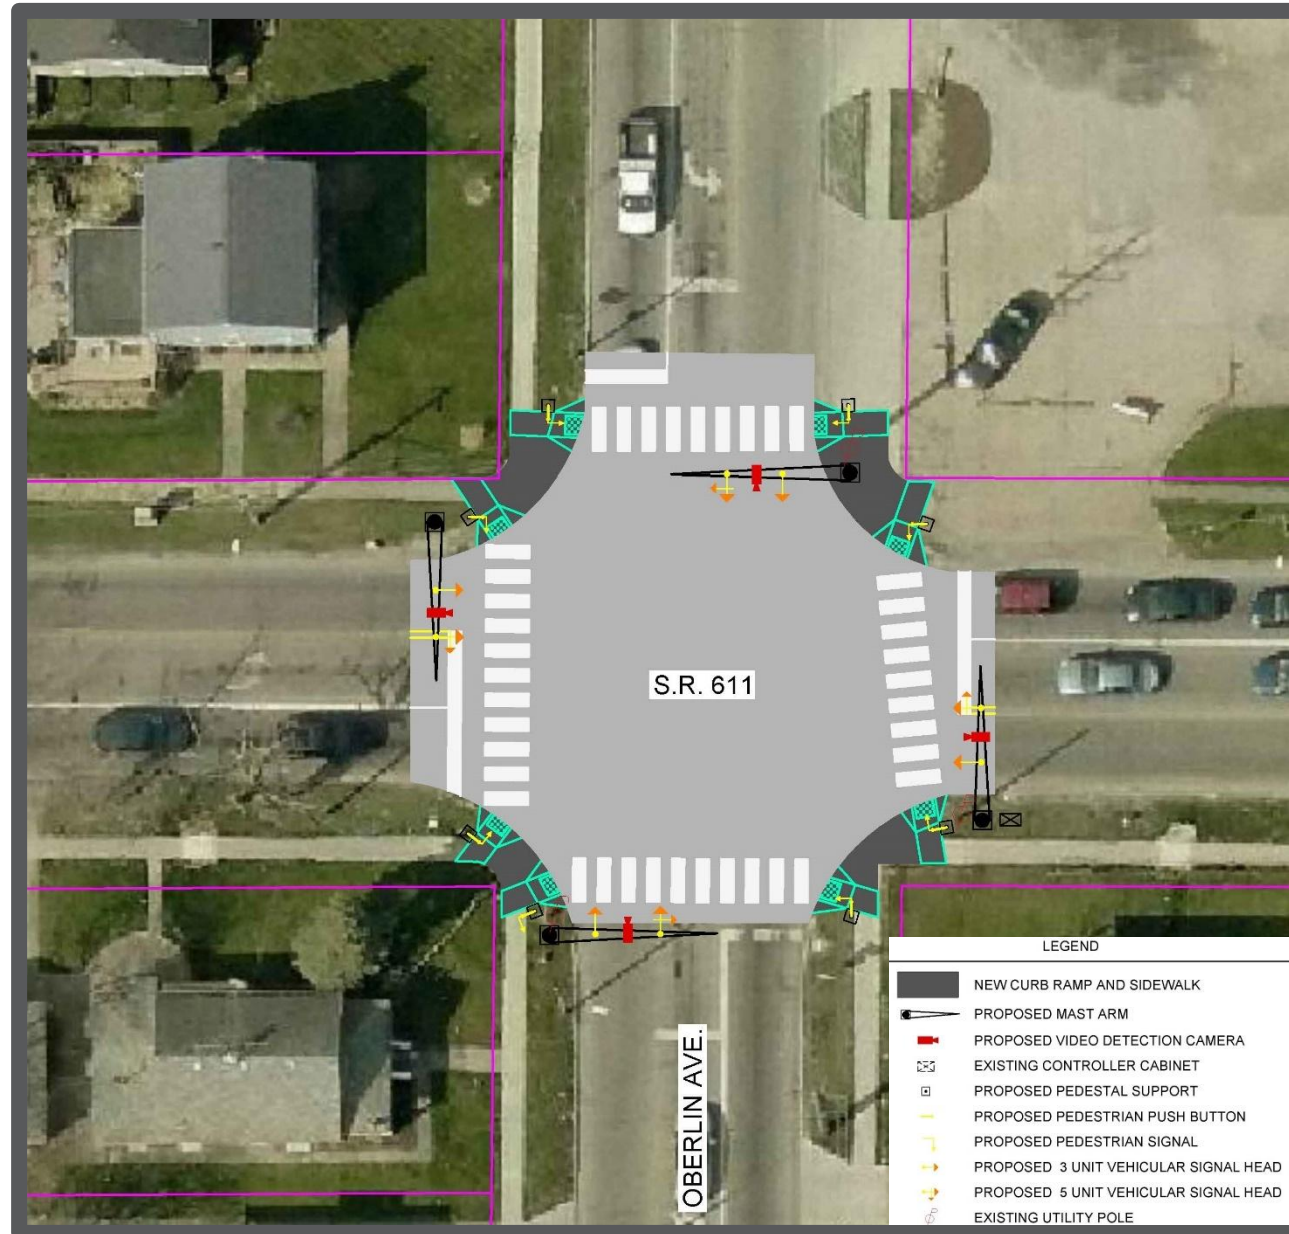 S.R. 611
OBERLIN AVE.
LEGEND
NEW CURB RAMP AND SIDEWALK
PROPOSED MAST ARM
PROPOSED VIDEO DETECTION CAMERA
EXISTING CONTROLLER CABINET
PROPOSED PEDESTAL SUPPORT
PROPOSED PEDESTRIAN PUSH BUTTON
PROPOSED PEDESTRIAN SIGNAL
PROPOSED 3 UNIT VEHICULAR SIGNAL HEAD
PROPOSED 5 UNIT VEHICULAR SIGNAL HEAD
EXISTING UTILITY POLE